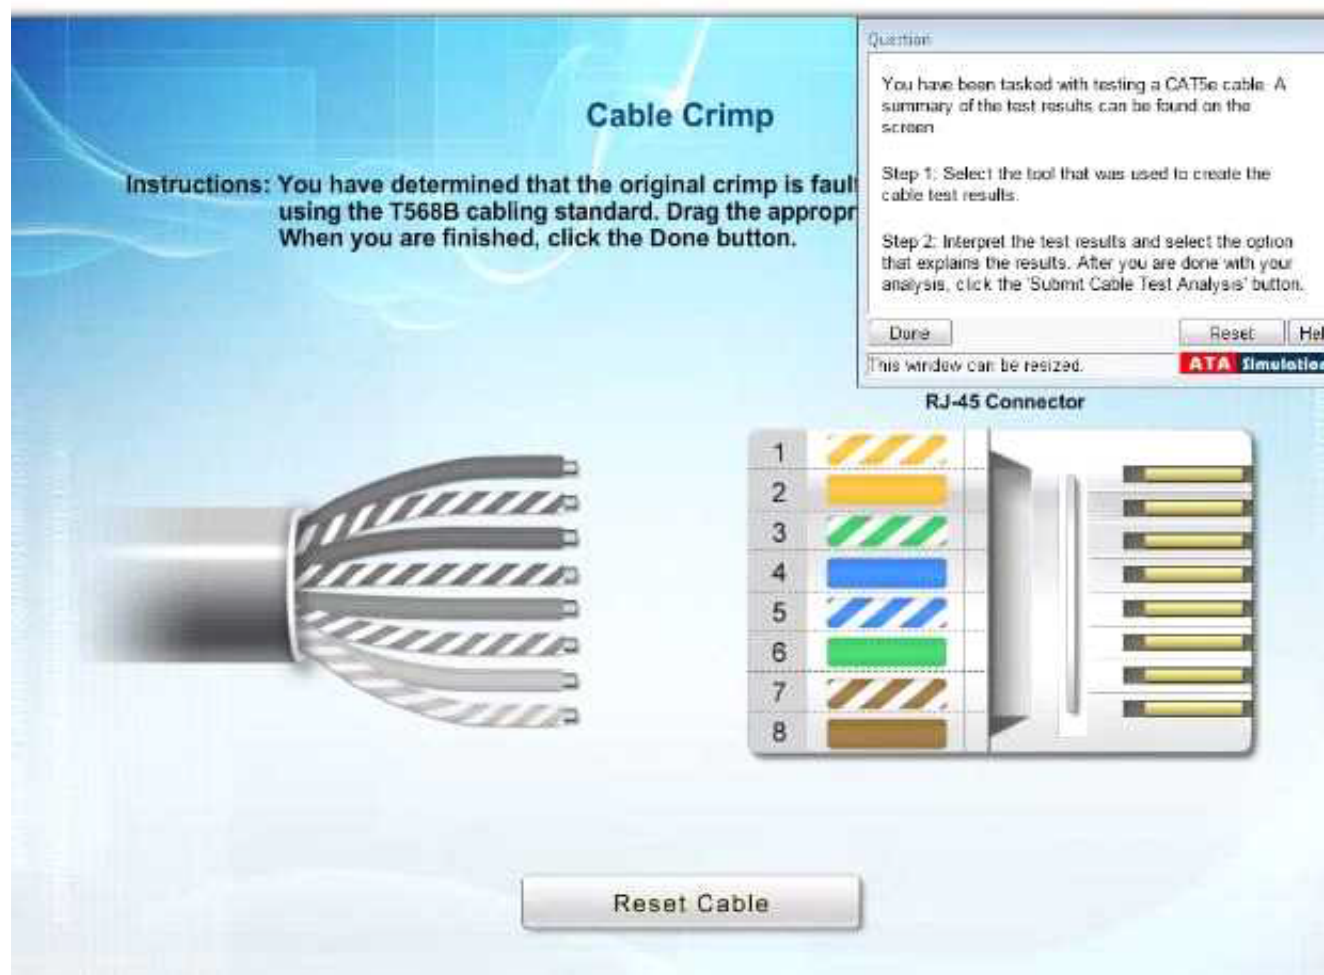 Question
You have been tasked with testing a CAT5e cable. A
summary of the test results can be found on the
screen
Step 1: Select the tool that was used to create the
cable test results.
Step 2: Interpret the test results and select the option
that explains the results. After you are done with your
analysis, click the 'Submit Cable Test Analysis' button.
Done
Reset
Hel
This window can be resized.
ATA Simulation
Cable Crimp
Instructions: You have determined that the original crimp is fault
using the T568B cabling standard. Drag the appropr
When you are finished, click the Done button.
RJ-45 Connector
1
2
3
4
5
6
7
8
Reset Cable